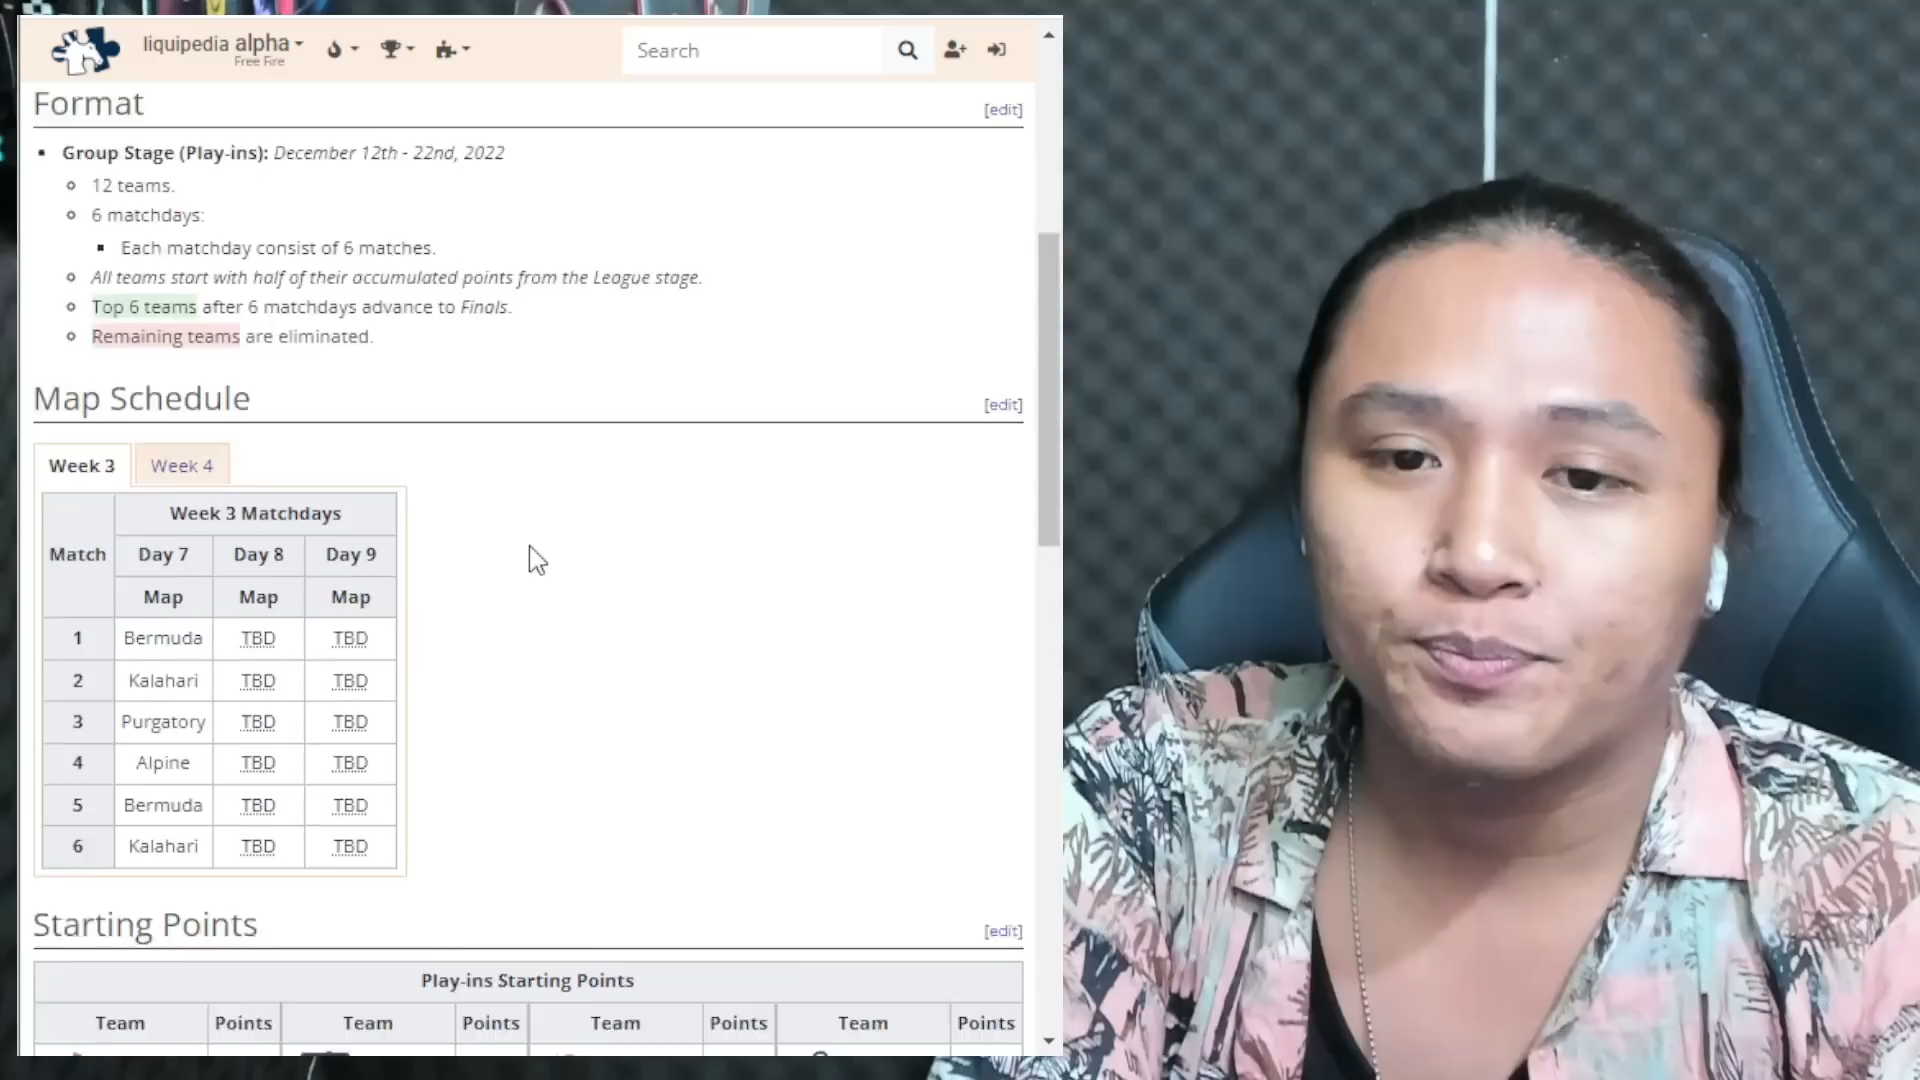 liquipedia alpha
Free Fire
Search
Format
[edit]
Group Stage (Play-ins): December 12th - 22nd, 2022
12 teams.
6 matchdays:
Each matchday consist of 6 matches.
All teams start with half of their accumulated points from the League stage.
Top 6 teams after 6 matchdays advance to Finals.
Remaining teams are eliminated.
Map Schedule
[edit]
Week 3 Week 4
Week 3 Matchdays
Match Day 7 Day 8 Day 9
Map Map Map
1 Bermuda TBD TBD
2 Kalahari TBD TBD
3 Purgatory TBD TBD
4 Alpine TBD TBD
5 Bermuda TBD TBD
6 Kalahari TBD TBD
Starting Points
[edit]
Play-ins Starting Points
Team Points Team Points Team Points Team Points